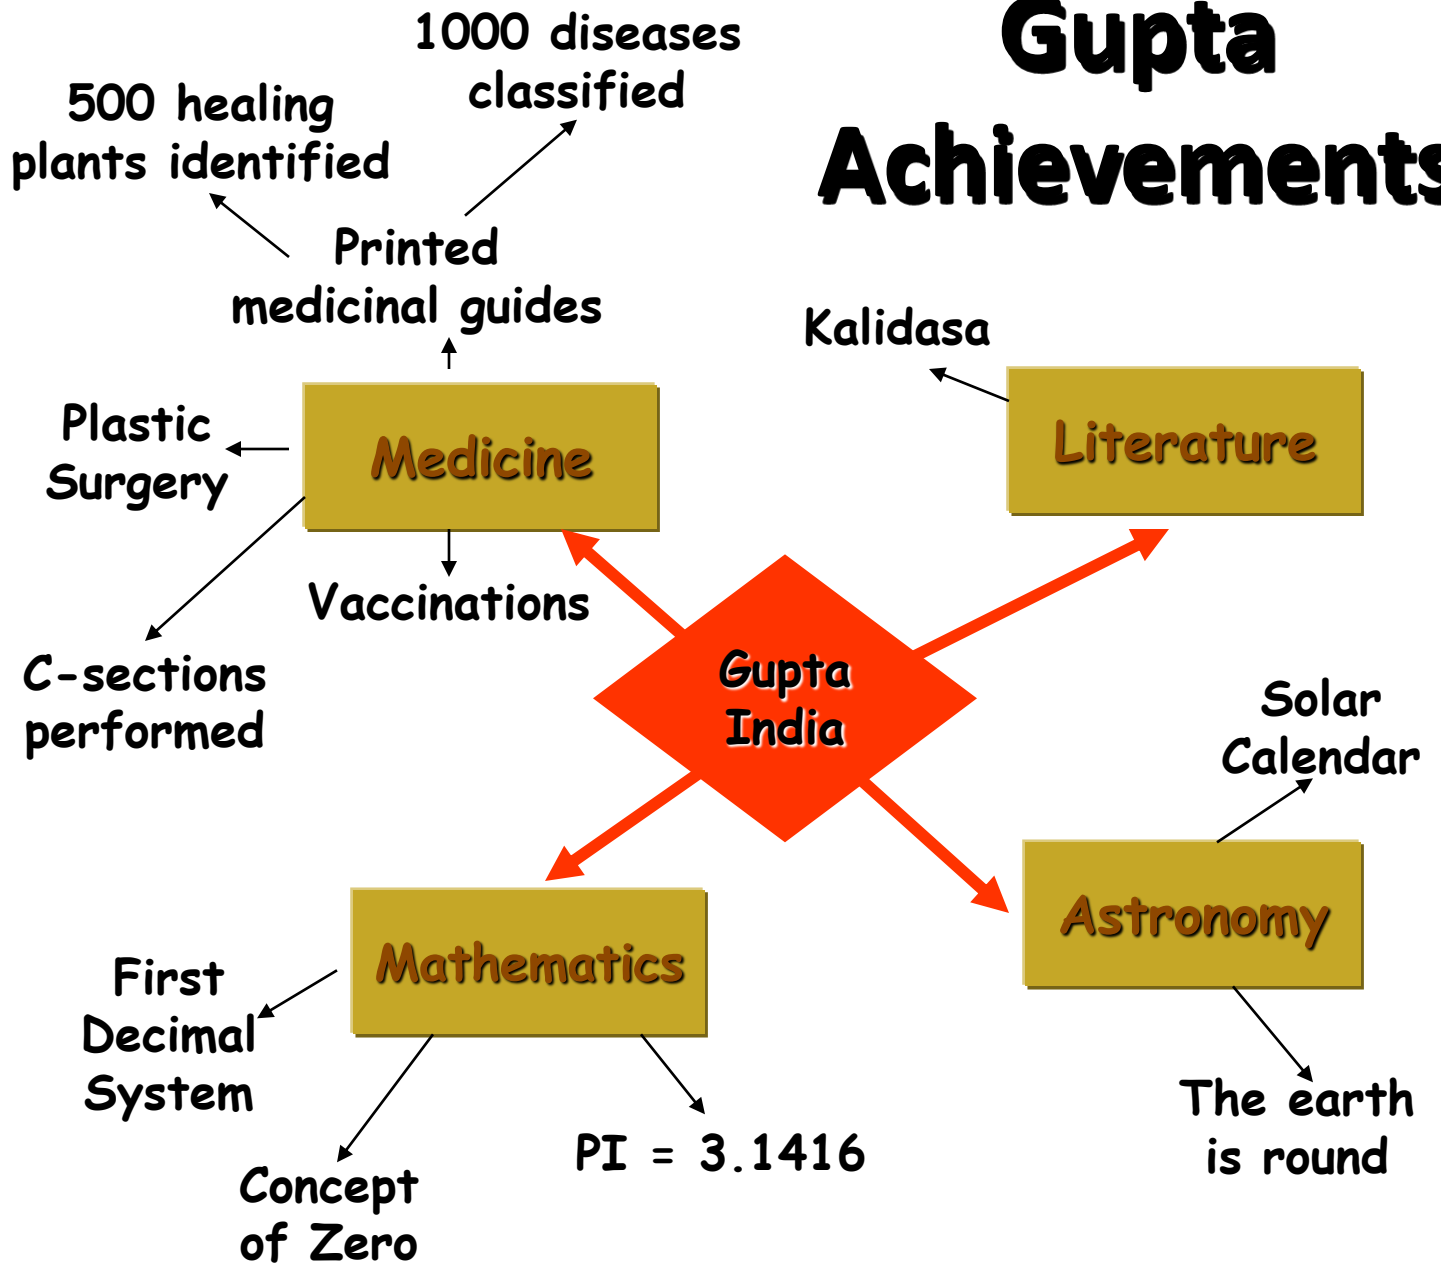 Gupta
Achievements
1000 diseases
classified
500 healing
plants identified
Printed
medicinal guides
Kalidasa
Plastic
Surgery
Medicine
Literature
Vaccinations
C-sections
performed
Gupta
India
Solar
Calendar
Mathematics
Astronomy
First
Decimal
System
PI = 3.1416
The earth
is round
Concept
of Zero